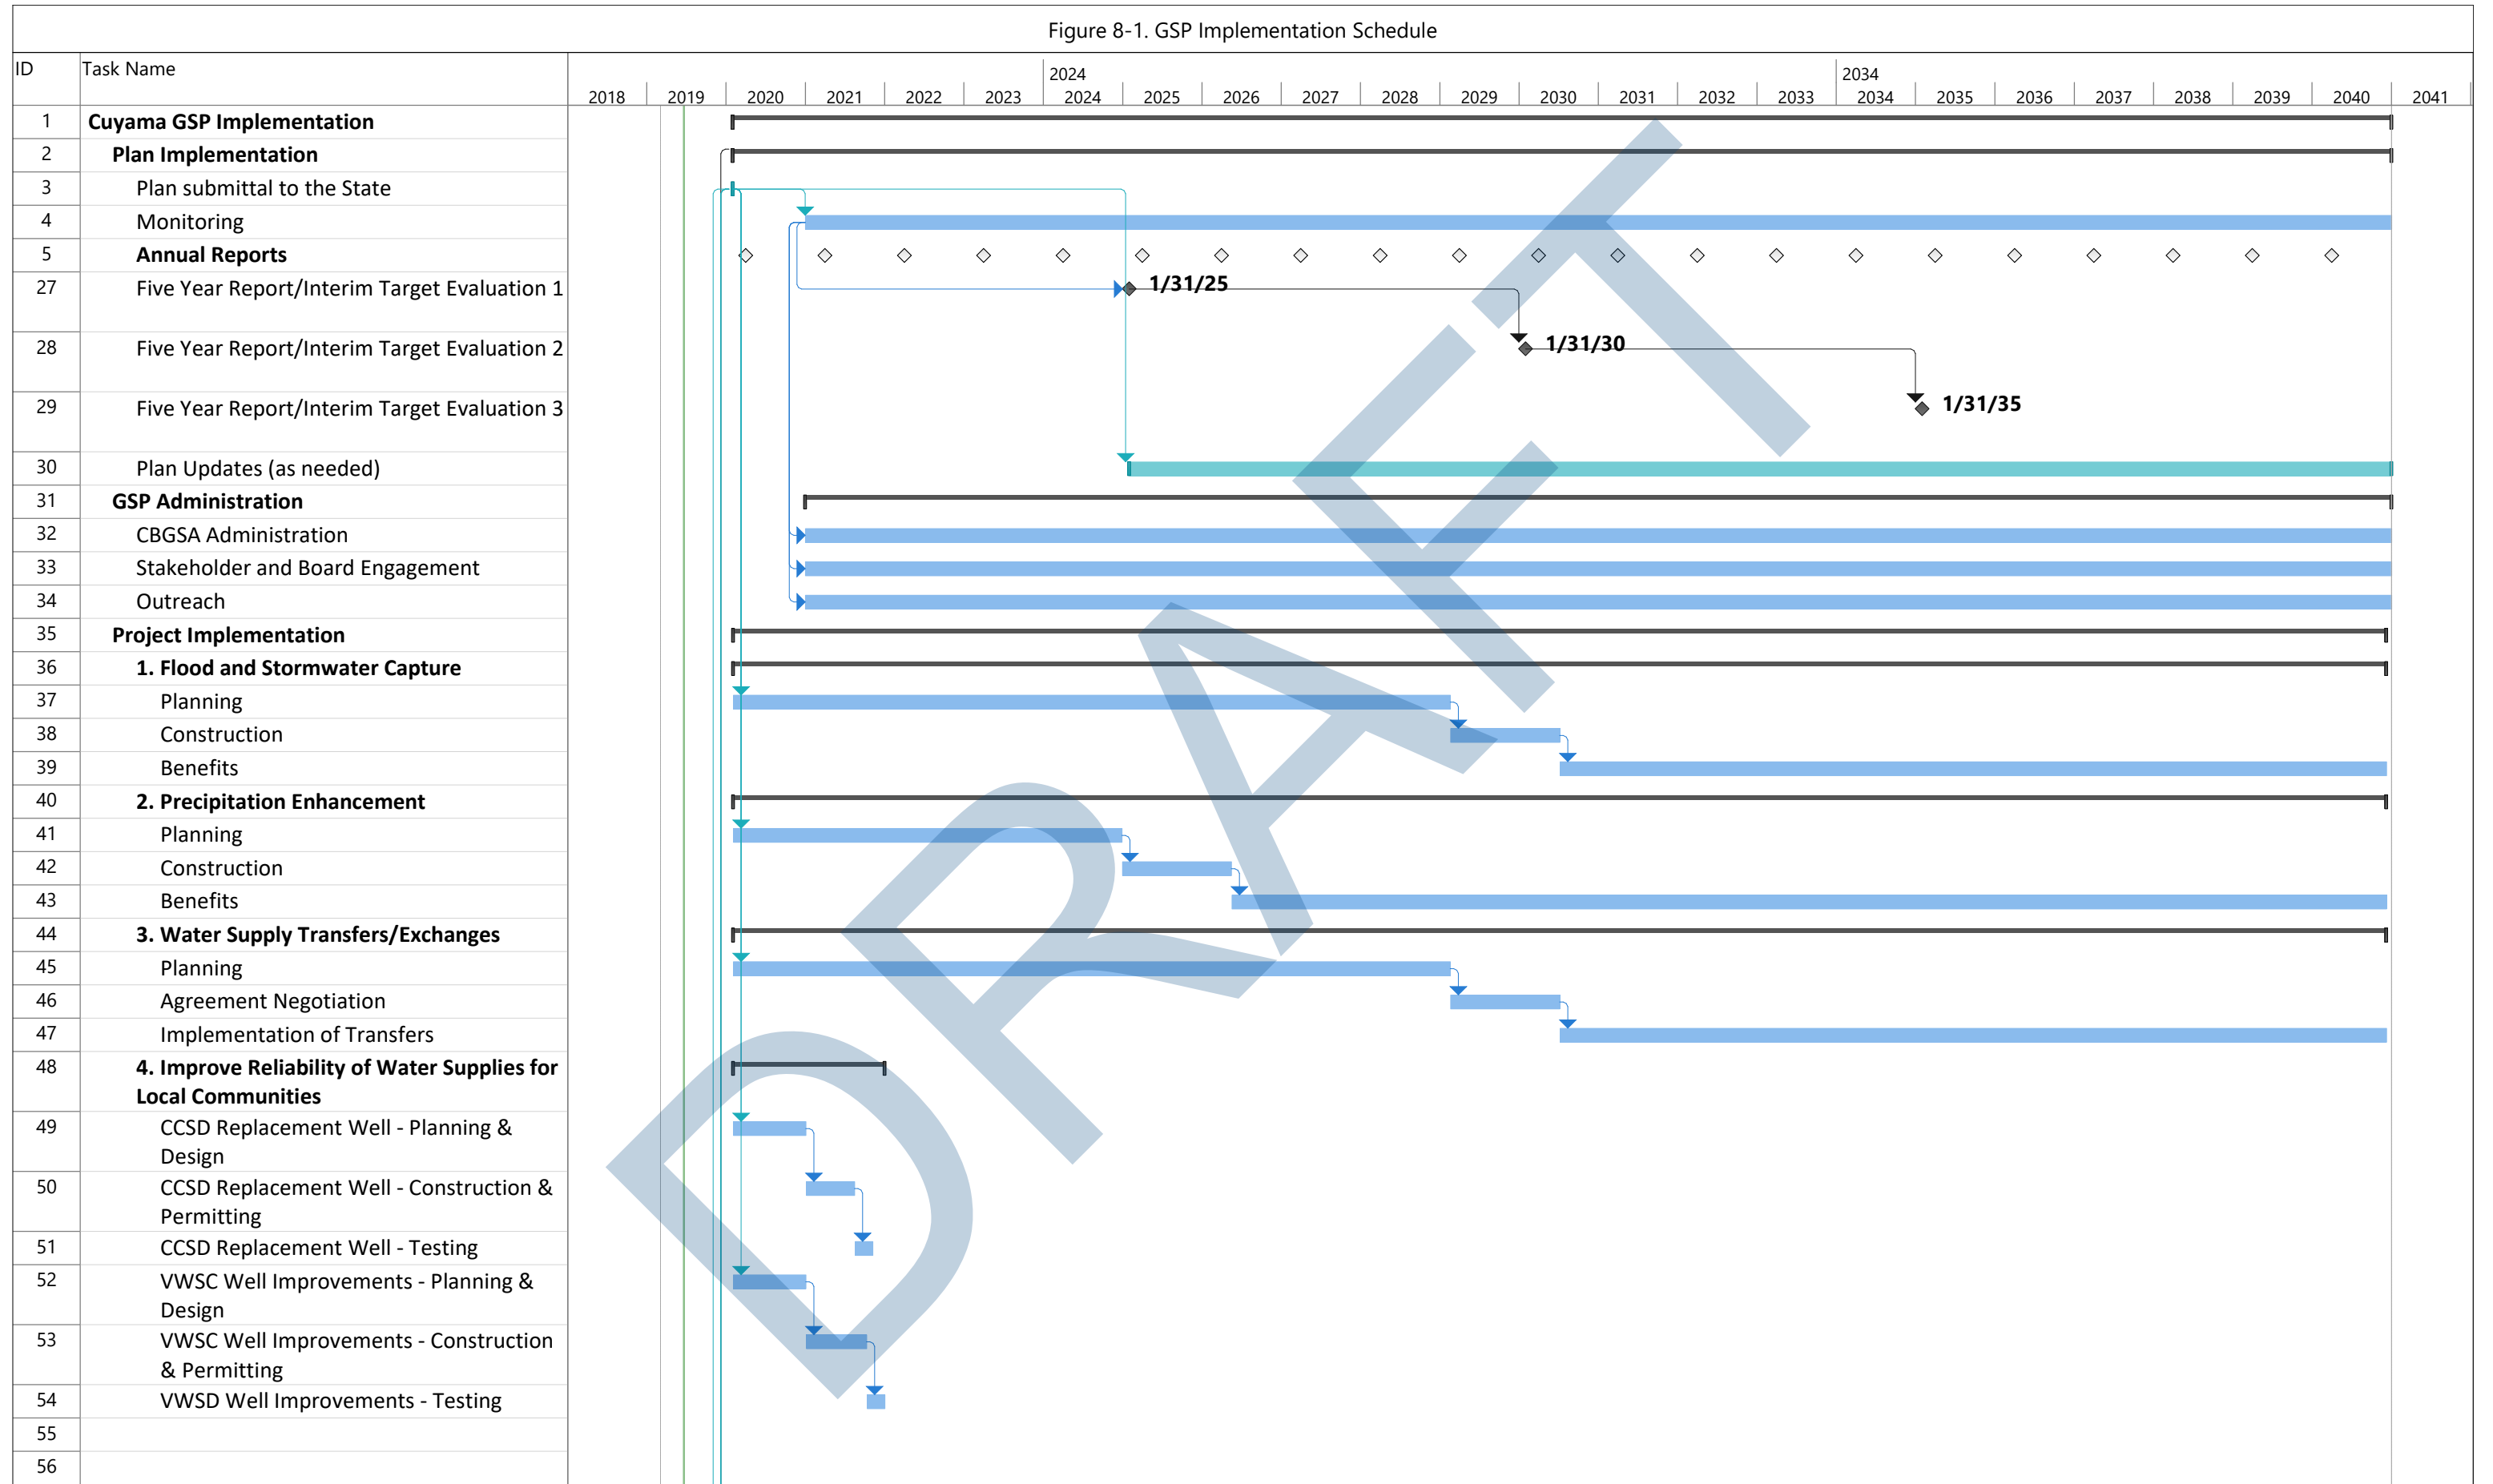 Figure 8-1. GSP Implementation Schedule
ID Task Name
2024 2034
2018 2019 2020 2021 2022 2023 2024 2025 2026 2027 2028 2029 2030 2031 2032 2033 2034 2035 2036 2037 2038 2039 2040 2041
1 Cuyama GSP Implementation
2 Plan Implementation
3 Plan submittal to the State
4 Monitoring
5 Annual Reports
27 Five Year Report/Interim Target Evaluation 1 1/31/25
28 Five Year Report/Interim Target Evaluation 2 1/31/30
29 Five Year Report/Interim Target Evaluation 3 1/31/35
30 Plan Updates (as needed)
31 GSP Administration
32 CBGSA Administration
33 Stakeholder and Board Engagement
34 Outreach
35 Project Implementation
36 1. Flood and Stormwater Capture
37 Planning
38 Construction
39 Benefits
40 2. Precipitation Enhancement
41 Planning
42 Construction
43 Benefits
44 3. Water Supply Transfers/Exchanges
45 Planning
46 Agreement Negotiation
47 Implementation of Transfers
48 4. Improve Reliability of Water Supplies for
Local Communities
49 CCSD Replacement Well - Planning &
Design
50 CCSD Replacement Well - Construction &
Permitting
51 CCSD Replacement Well - Testing
52 VWSC Well Improvements - Planning &
Design
53 VWSC Well Improvements - Construction
& Permitting
54 VWSD Well Improvements - Testing
55
56
DRAFT